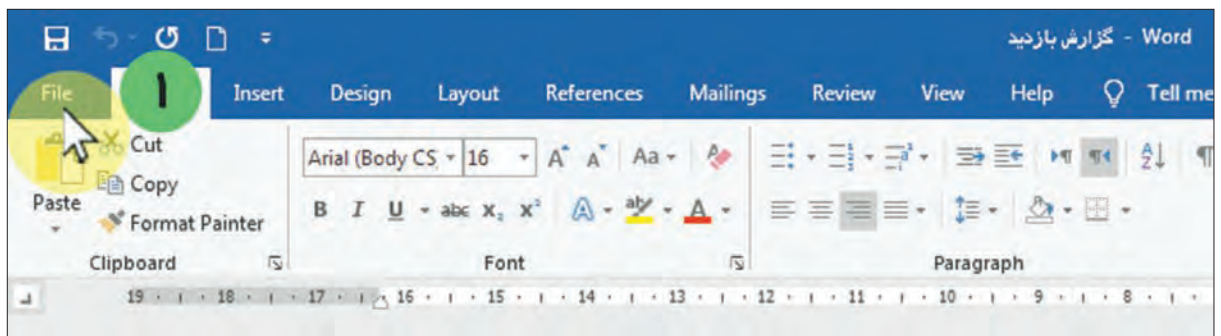 گزارش بازدید - Word
File ١ Insert Design Layout References Mailings Review View Help Tell me
Cut
Copy
Paste
Format Painter
Arial (Body CS 16 A A Aa
B I U abc X₂ X² A aby A
Clipboard Font Paragraph
19 18 17 16 15 14 13 12 11 10 9 8